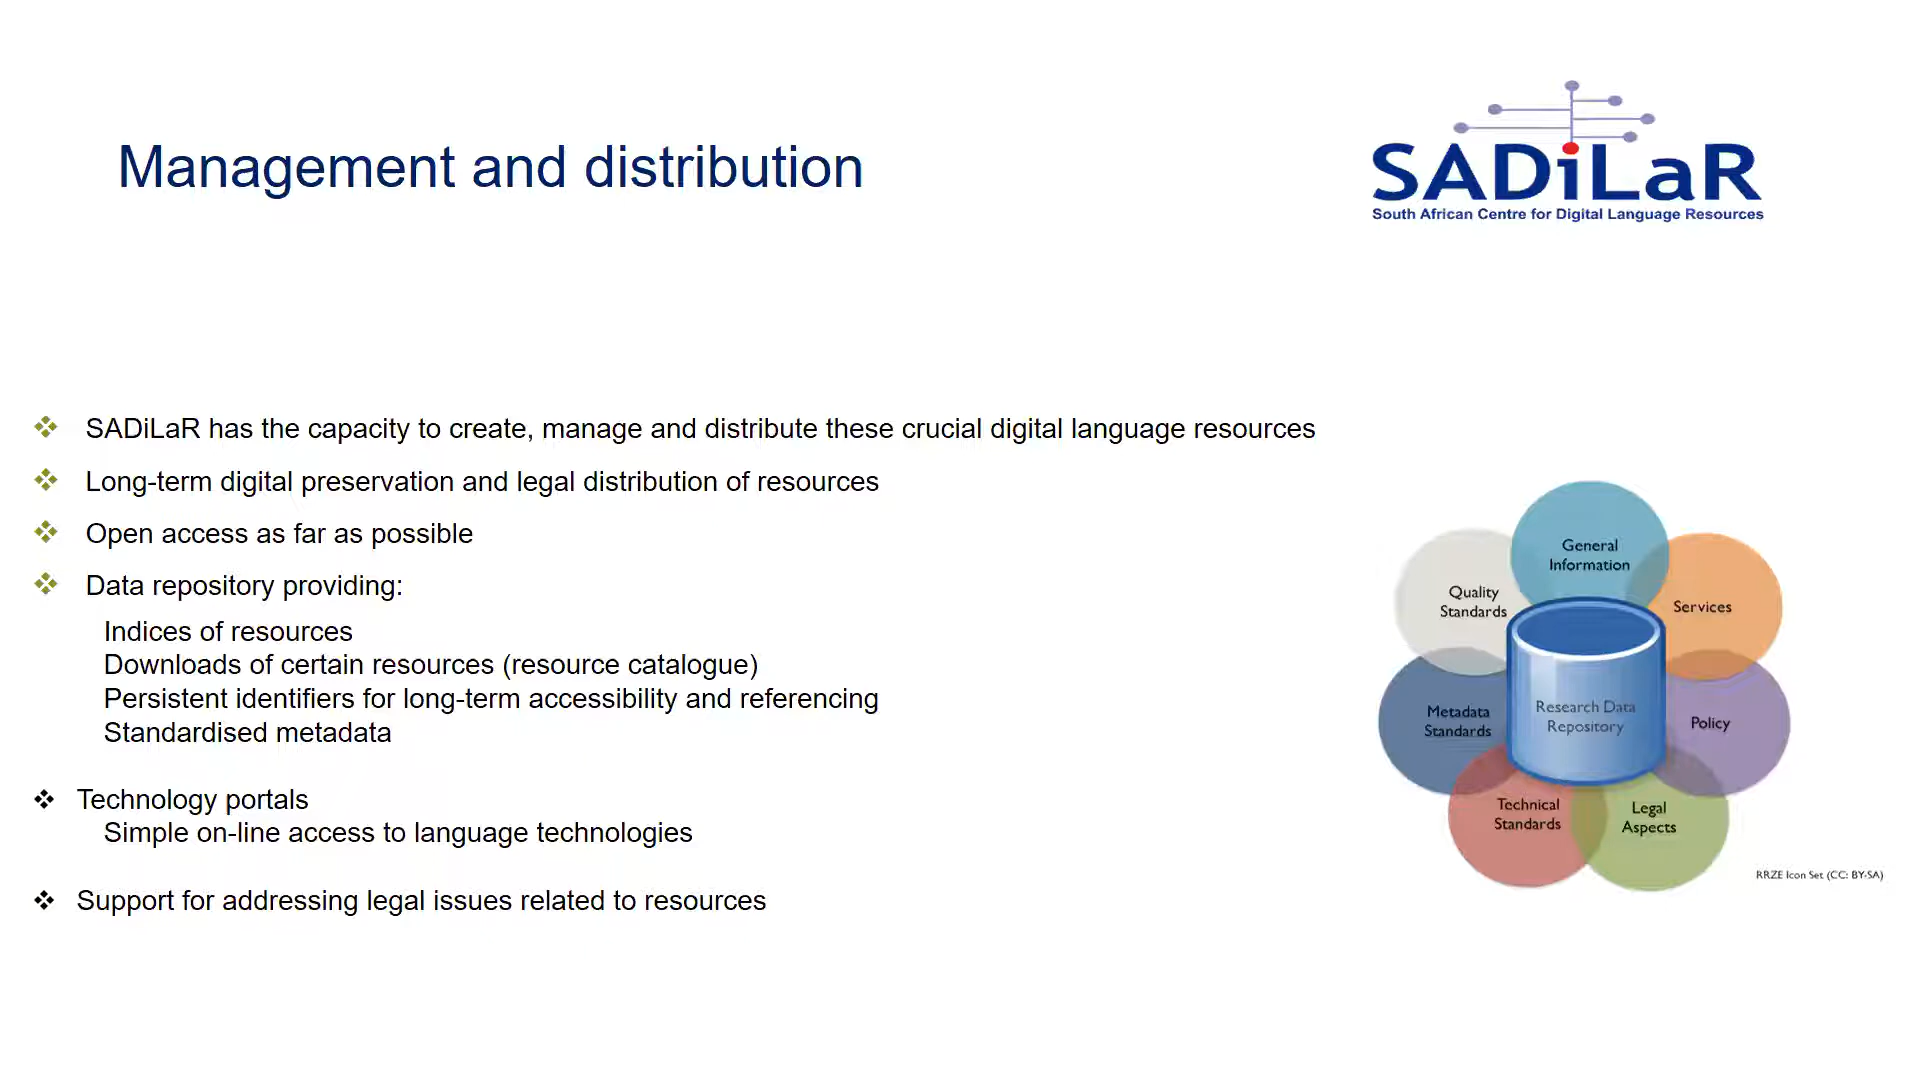 Management and distribution
SADiLaR
South African Centre for Digital Language Resources
SADiLaR has the capacity to create, manage and distribute these crucial digital language resources
Long-term digital preservation and legal distribution of resources
Open access as far as possible
Data repository providing:
Indices of resources
Downloads of certain resources (resource catalogue)
Persistent identifiers for long-term accessibility and referencing
Standardised metadata
Technology portals
Simple on-line access to language technologies
Support for addressing legal issues related to resources
General
Information
Quality
Standards
Services
Metadata
Standards
Research Data
Repository
Policy
Technical
Standards
Legal
Aspects
RRZE Icon Set (CC: BY-SA)